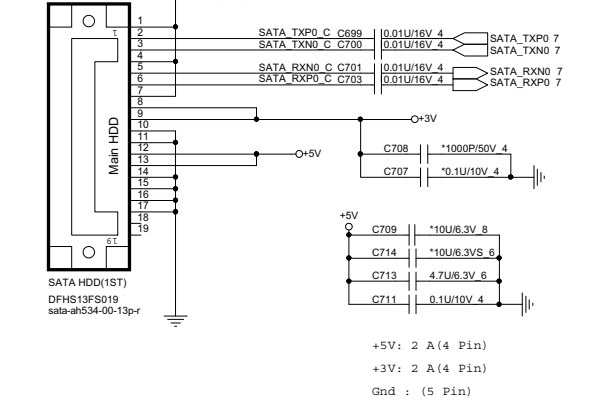 1
2
3
4
5
6
7
8
9
10
11
12
13
14
15
16
17
18
19
1
19
Main HDD
SATA_TXP0_C C699 0.01U/16V_4 SATA_TXP0 7
SATA_TXN0_C C700 0.01U/16V_4 SATA_TXN0 7
SATA_RXN0_C C701 0.01U/16V_4 SATA_RXN0 7
SATA_RXP0_C C703 0.01U/16V_4 SATA_RXP0 7
+3V
C708 *1000P/50V_4
+5V
C707 *0.1U/10V_4
+5V
C709 *10U/6.3V_8
C714 *10U/6.3VS_6
C713 4.7U/6.3V_6
C711 0.1U/10V_4
SATA HDD(1ST)
DFHS13FS019
sata-ah534-00-13p-r
+5V: 2 A(4 Pin)
+3V: 2 A(4 Pin)
Gnd : (5 Pin)